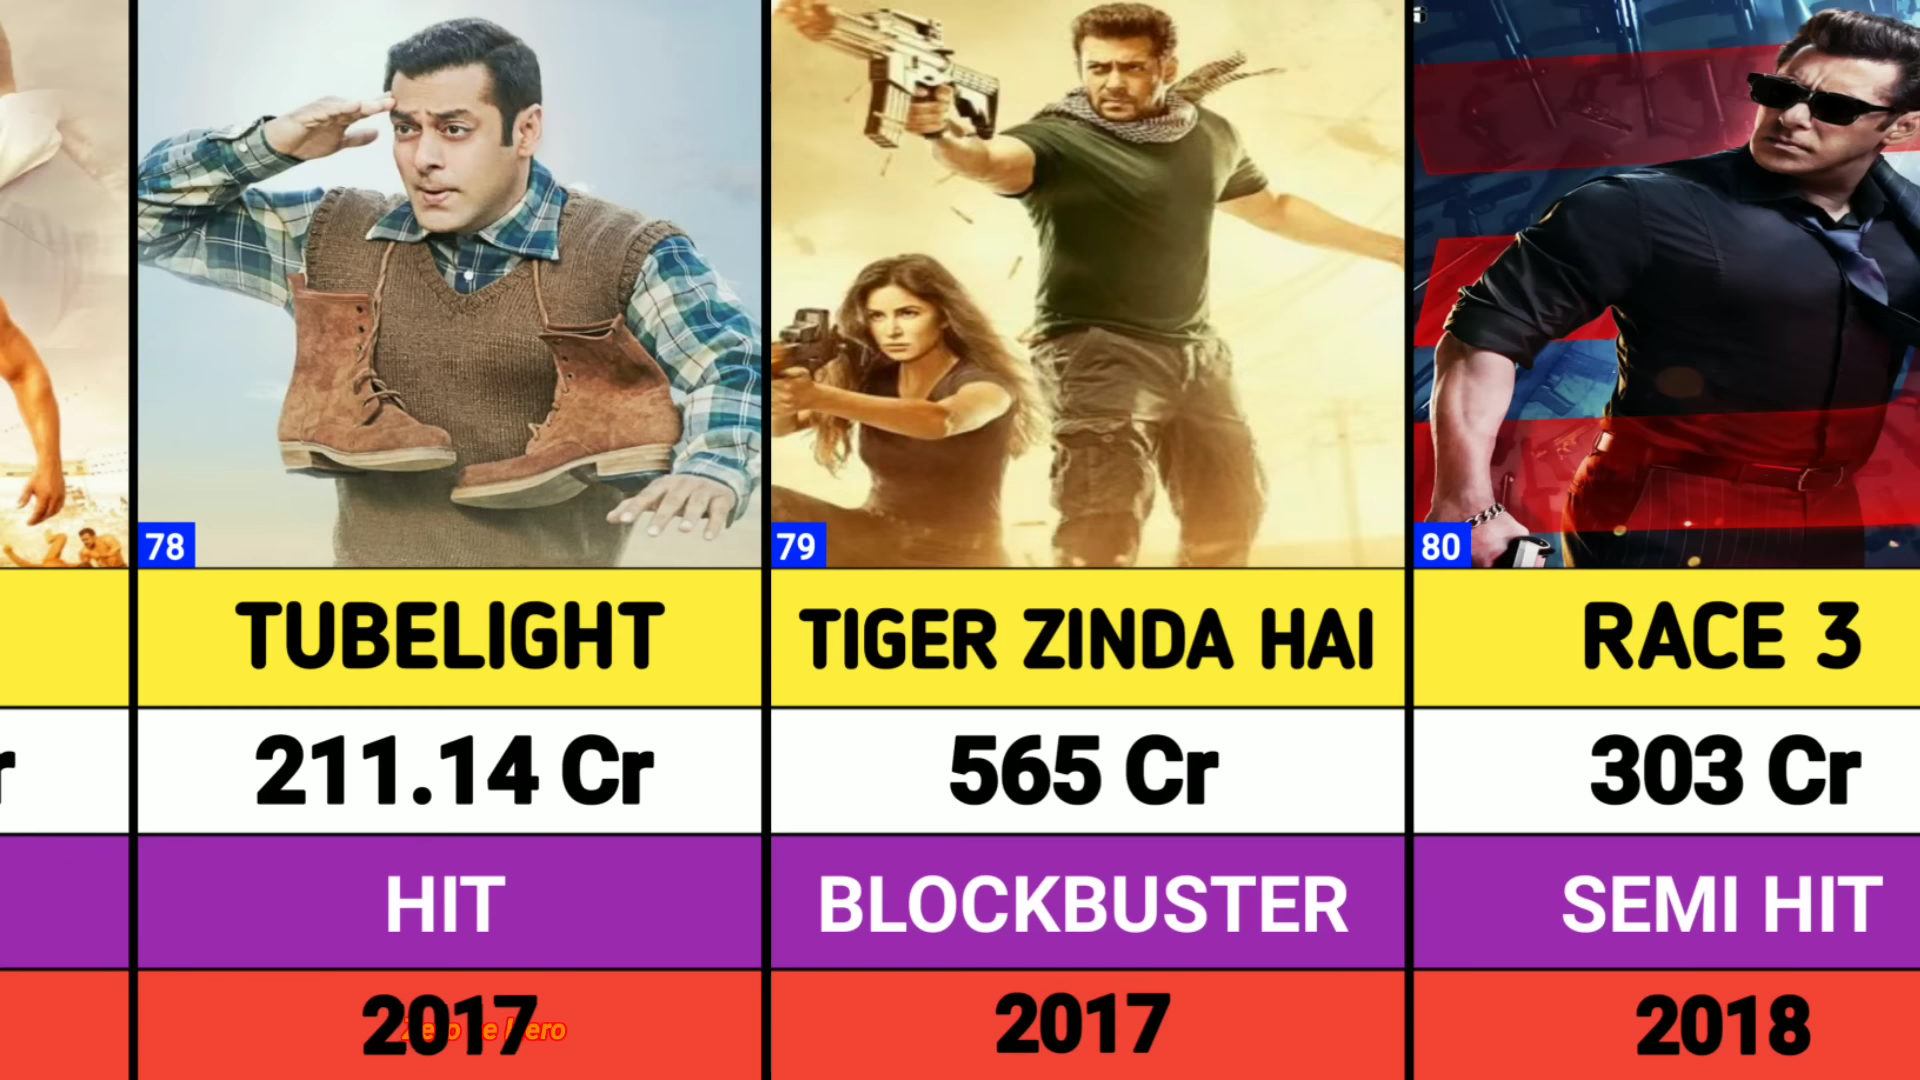 78
79
80
TUBELIGHT
TIGER ZINDA HAI
RACE 3
r
211.14 Cr
565 Cr
303 Cr
HIT
BLOCKBUSTER
SEMI HIT
2017
2017
2018